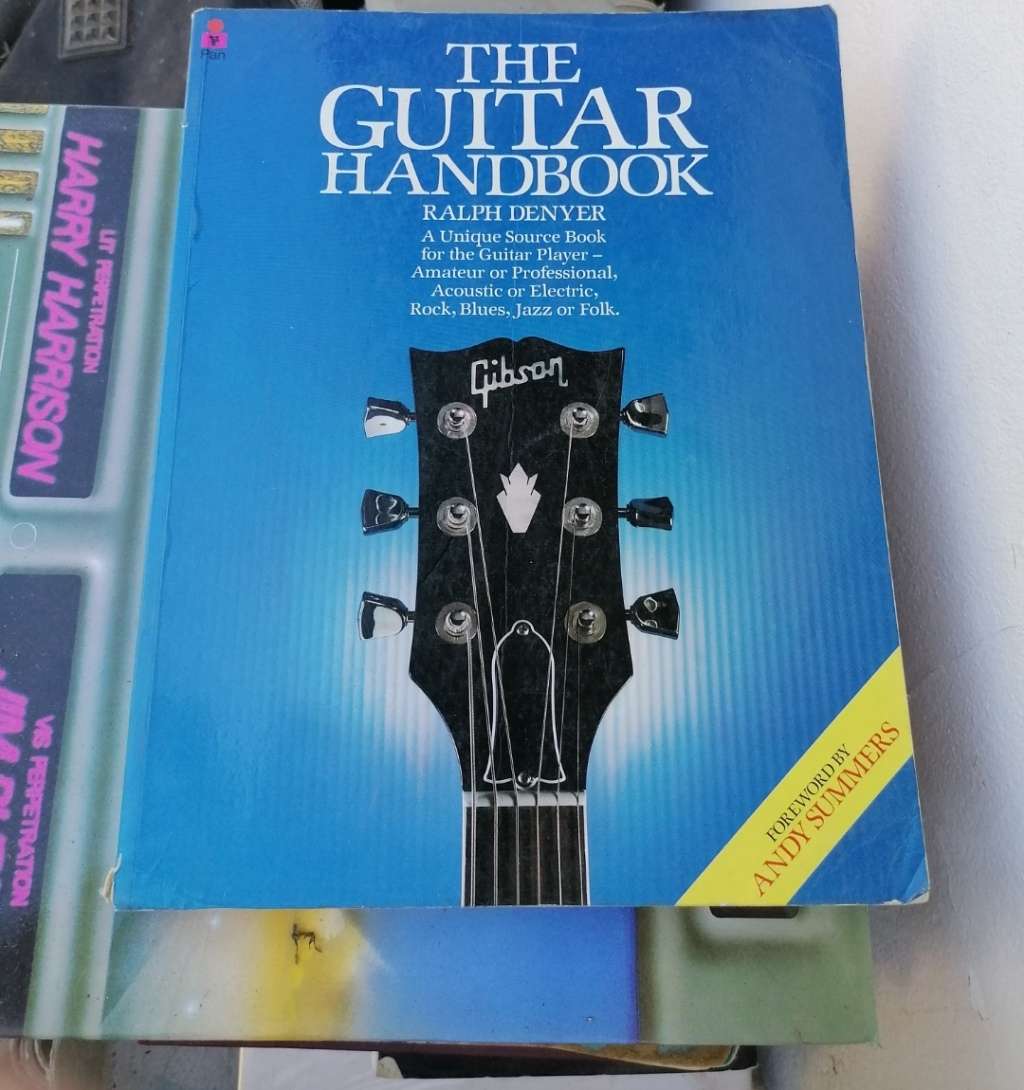 Pan
THE
GUITAR
HANDBOOK
RALPH DENYER
A Unique Source Book
for the Guitar Player –
Amateur or Professional,
Acoustic or Electric,
Rock, Blues, Jazz or Folk.
Gibson
FOREWORD BY
ANDY SUMMERS
LIT PERPETRATION
HARRY HARRISON
VIS PERPETRATION